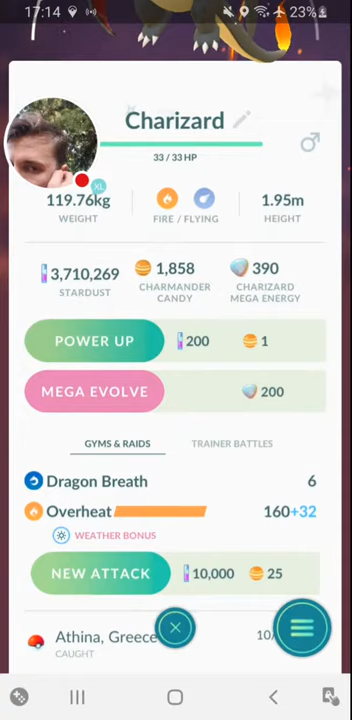 17:14
23%
Charizard
33 / 33 HP
XL
119.76kg
WEIGHT
FIRE / FLYING
1.95m
HEIGHT
3,710,269
STARDUST
1,858
CHARMANDER
CANDY
390
CHARIZARD
MEGA ENERGY
POWER UP
200
1
MEGA EVOLVE
200
GYMS & RAIDS
TRAINER BATTLES
Dragon Breath
6
Overheat
160+32
WEATHER BONUS
NEW ATTACK
10,000
25
Athina, Greece
10/
CAUGHT